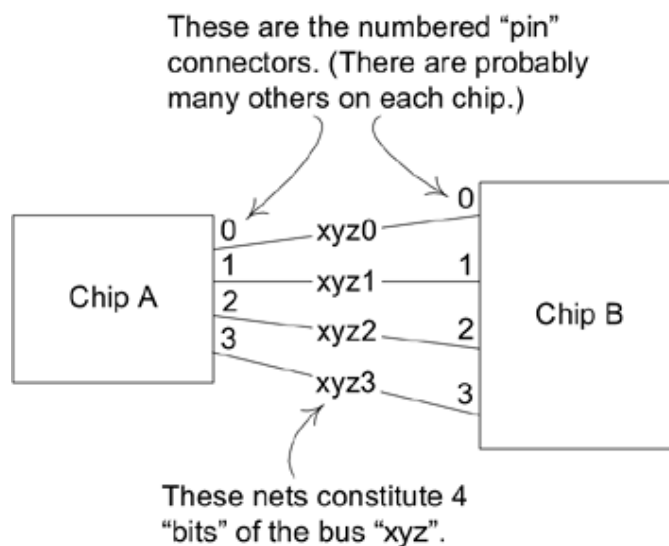 These are the numbered “pin”
connectors. (There are probably
many others on each chip.)
0
0
xyz0
1
xyz1
1
Chip A
2
xyz2
2
Chip B
3
xyz3
3
These nets constitute 4
“bits” of the bus “xyz”.